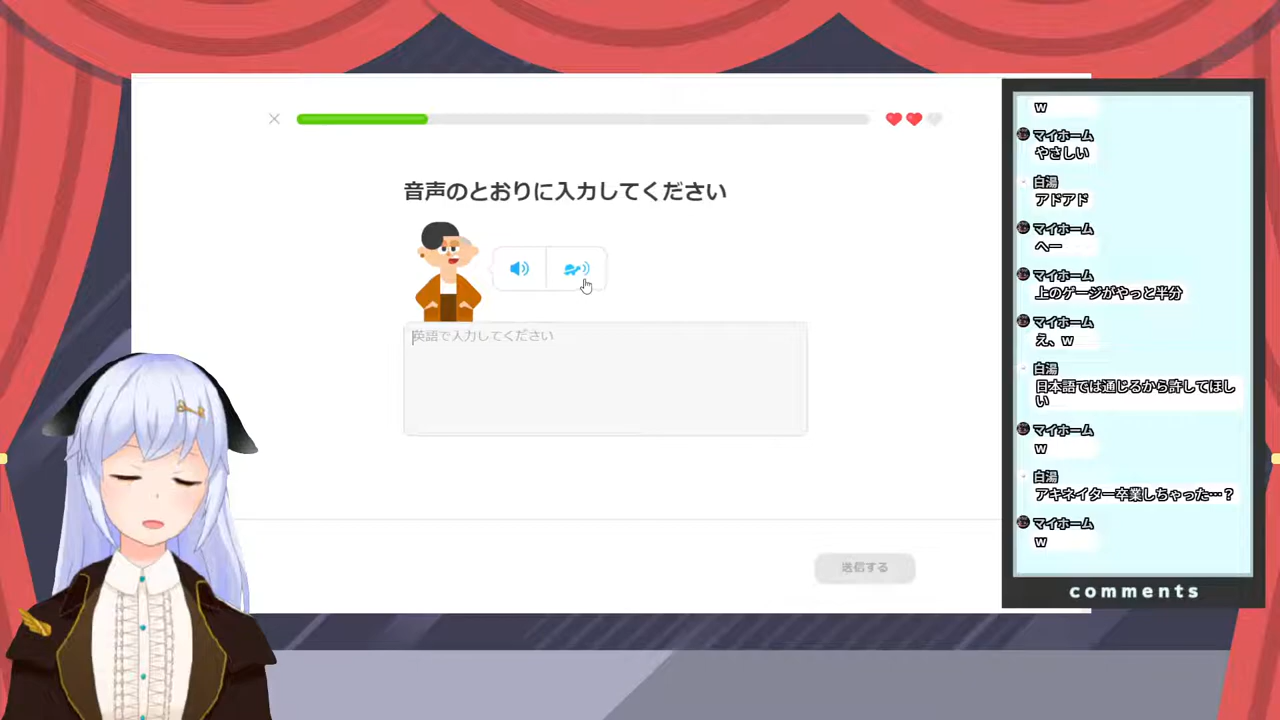 音声のとおりに入力してください
英語で入力してください
送信する
w
マイホーム
やさしい
白湯
アドアド
マイホーム
へー
マイホーム
上のゲージがやっと半分
マイホーム
え、w
白湯
日本語では通じるから許してほし
い
マイホーム
w
白湯
アキネイター卒業しちゃった…？
マイホーム
w
comments